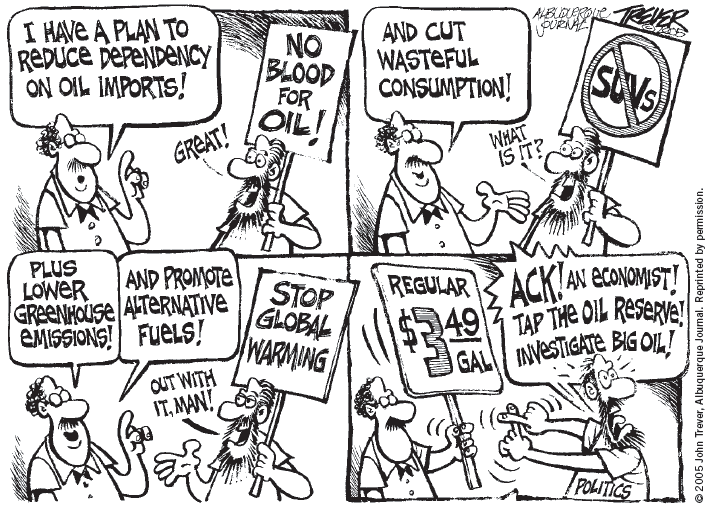 I HAVE A PLAN TO
REDUCE DEPENDENCY
ON OIL IMPORTS!
GREAT!
NO
BLOOD
FOR
OIL!
AND CUT
WASTEFUL
CONSUMPTION!
WHAT
IS IT?
ALBUQUERQUE
JOURNAL
TREVER
SUVs
PLUS
LOWER
GREENHOUSE
EMISSIONS!
AND PROMOTE
ALTERNATIVE
FUELS!
OUT WITH
IT, MAN!
STOP
GLOBAL
WARMING
REGULAR
$3 49
GAL
ACK! AN ECONOMIST!
TAP THE OIL RESERVE!
INVESTIGATE BIG OIL!
POLITICS
© 2005 John Trever, Albuquerque Journal. Reprinted by permission.